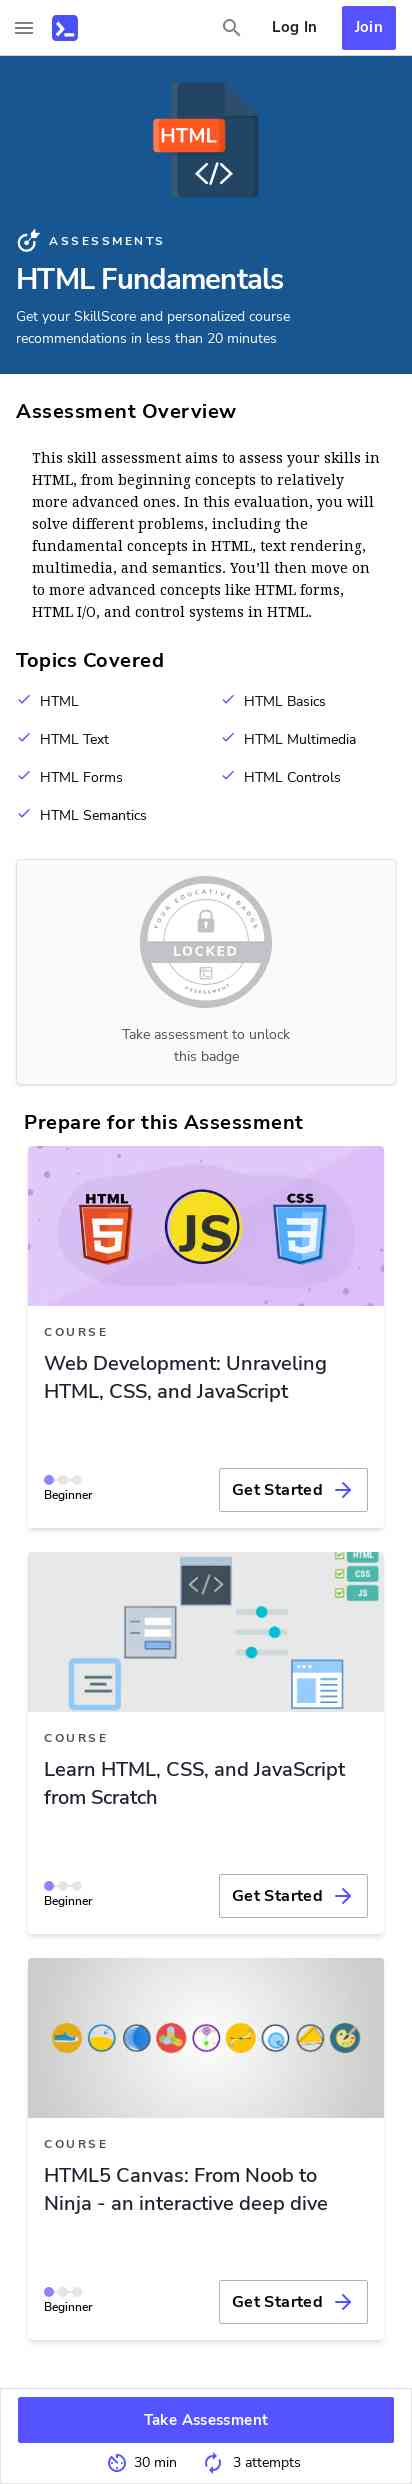 Log In
Join
HTML
</>
ASSESSMENTS
HTML Fundamentals
Get your SkillScore and personalized course
recommendations in less than 20 minutes
Assessment Overview
This skill assessment aims to assess your skills in
HTML, from beginning concepts to relatively
more advanced ones. In this evaluation, you will
solve different problems, including the
fundamental concepts in HTML, text rendering,
multimedia, and semantics. You’ll then move on
to more advanced concepts like HTML forms,
HTML I/O, and control systems in HTML.
Topics Covered
HTML
HTML Basics
HTML Text
HTML Multimedia
HTML Forms
HTML Controls
HTML Semantics
YOUR EDUCATIVE BADGE
LOCKED
ASSESSMENT
Take assessment to unlock
this badge
Prepare for this Assessment
HTML
5
JS
CSS
3
COURSE
Web Development: Unraveling
HTML, CSS, and JavaScript
Beginner
Get Started
HTML
CSS
JS
</>
COURSE
Learn HTML, CSS, and JavaScript
from Scratch
Beginner
Get Started
COURSE
HTML5 Canvas: From Noob to
Ninja - an interactive deep dive
Beginner
Get Started
Take Assessment
30 min
3 attempts